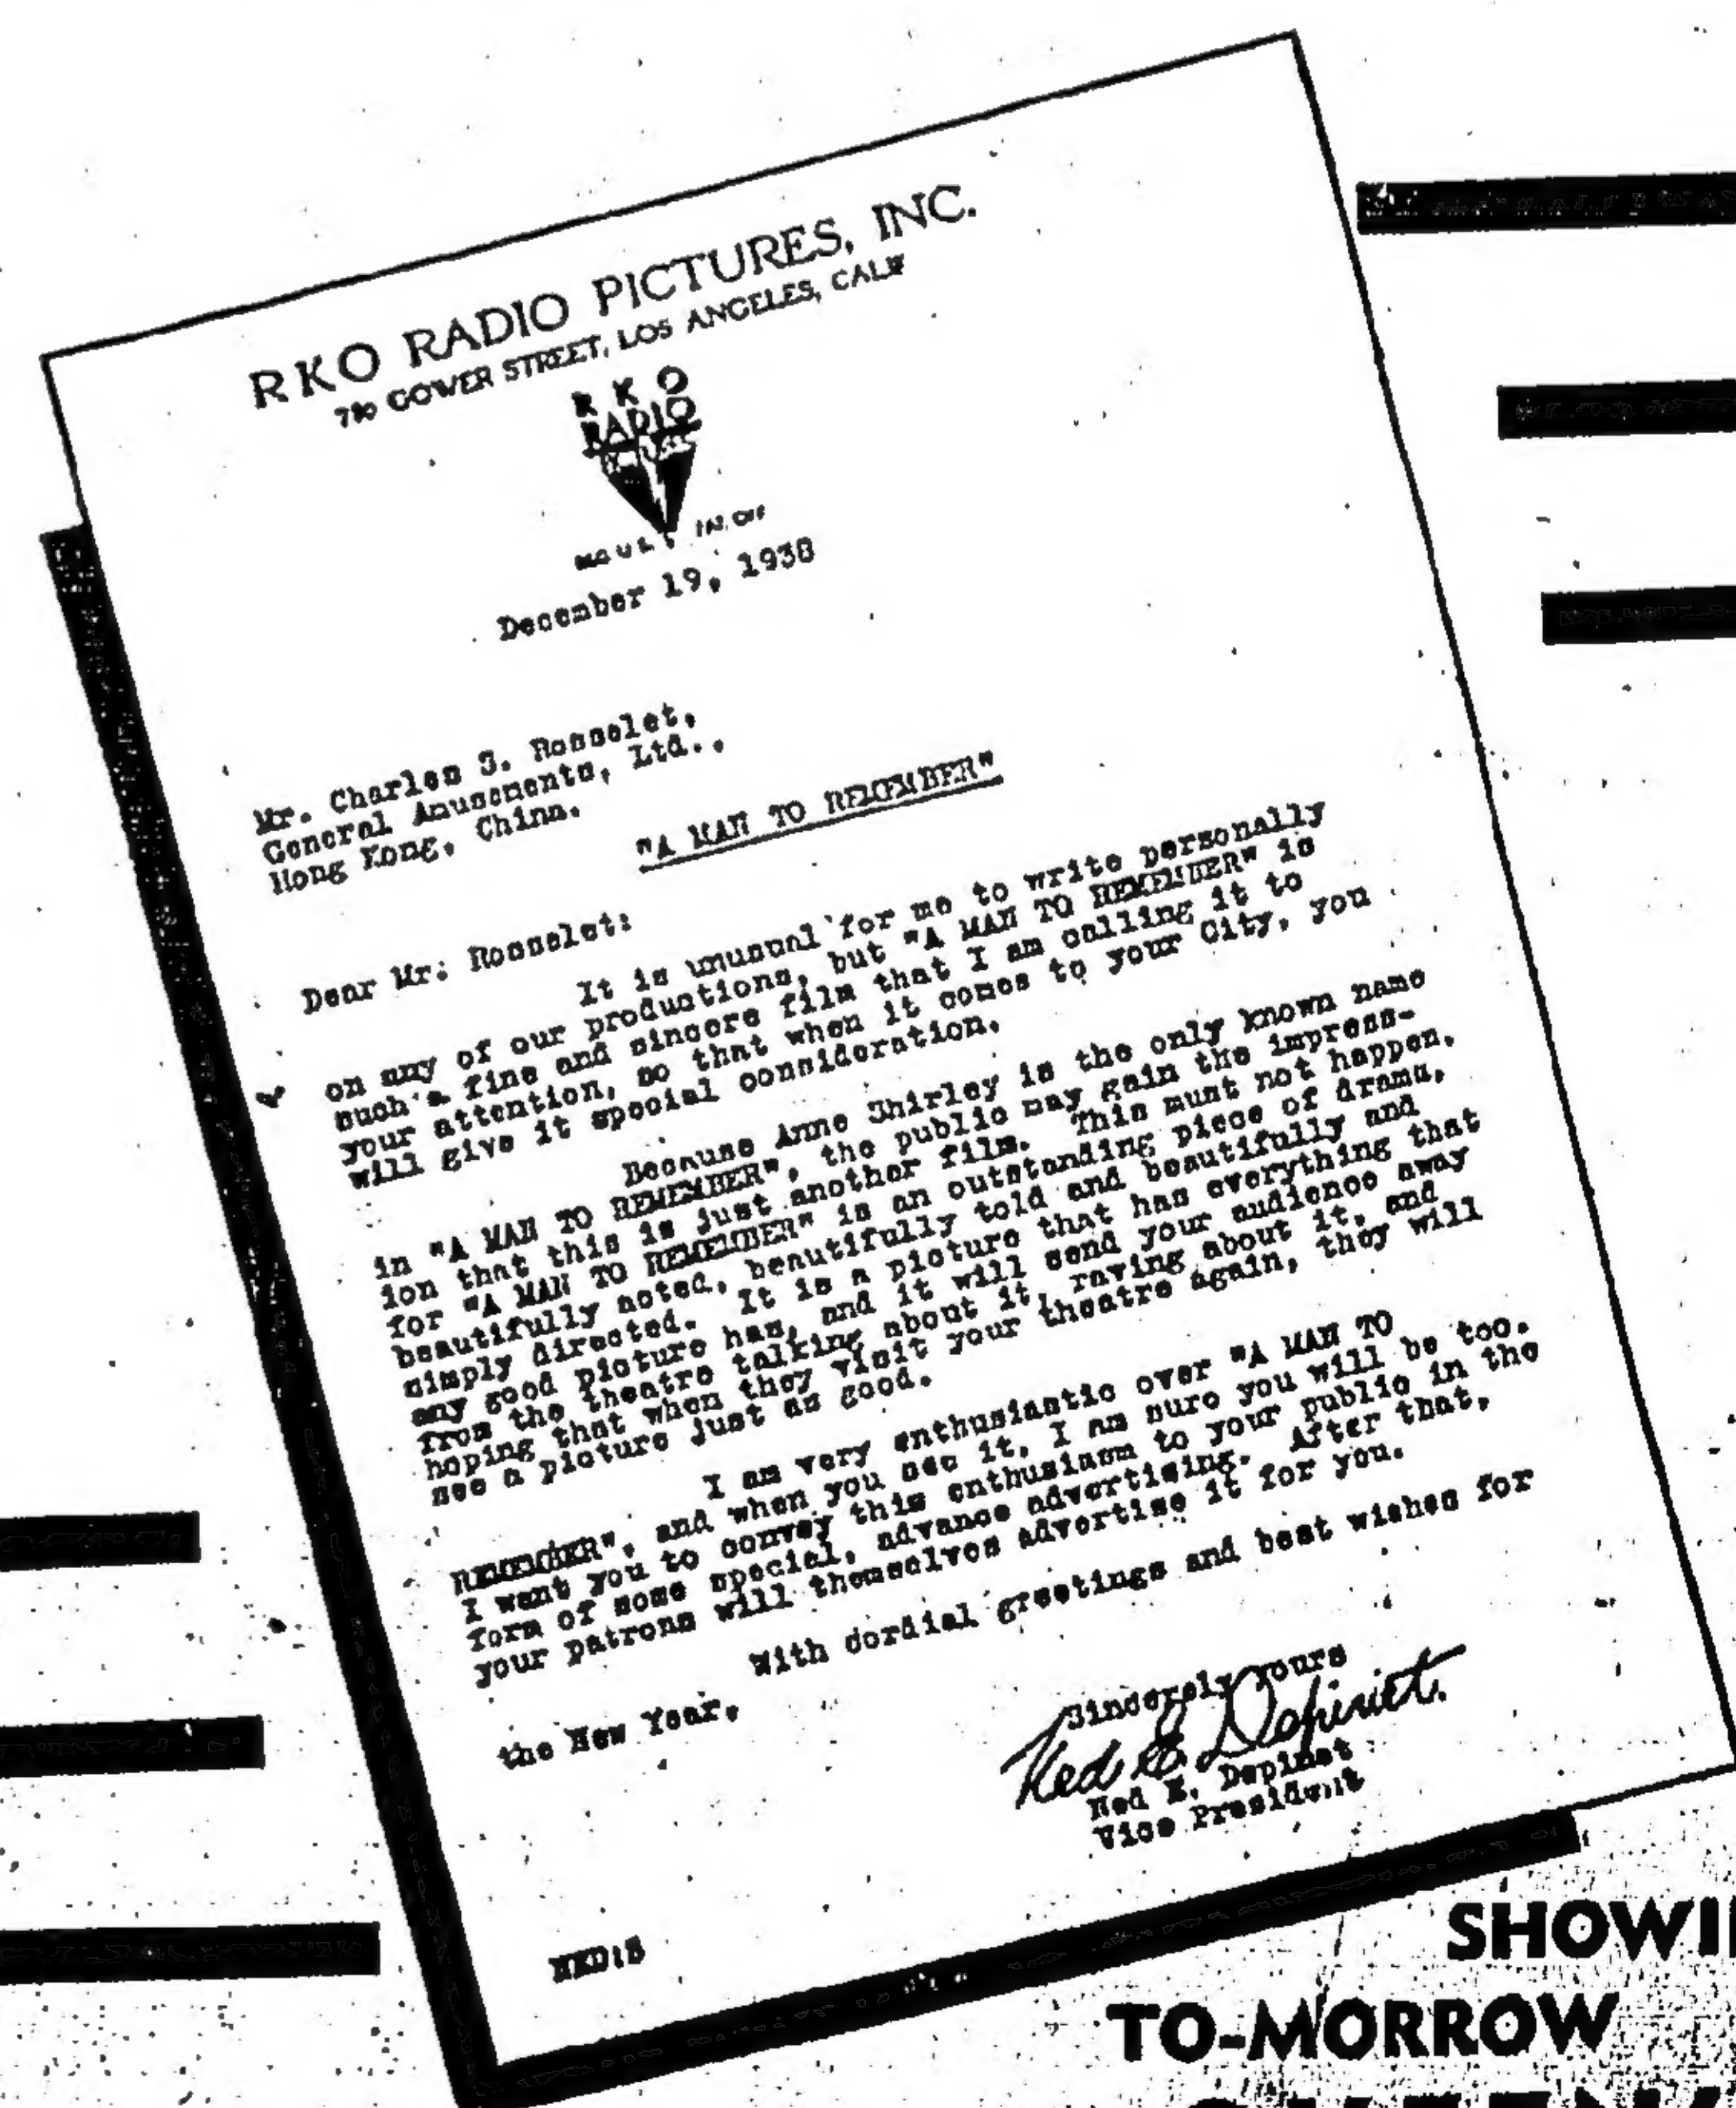 RKO RADIO PICTURES, INC.
780 GOWER STREET, LOS ANGELES, CALIF
R K O
RADIO
PICTURES
PAT. OFF
December 19, 1938
Mr. Charles S. Rosselet,
General Amusements, Ltd.,
Hong Kong, China.
"A MAN TO REMEMBER"
Dear Mr: Rosselet:
It is unusual for me to write personally
on any of our productions, but "A MAN TO REMEMBER" is
such a fine and sincere film that I am calling it to
your attention, so that when it comes to your City, you
will give it special consideration.
Because Anne Shirley is the only known name
in "A MAN TO REMEMBER", the public may gain the impress-
ion that this is just another film. This must not happen,
for "A MAN TO REMEMBER" is an outstanding piece of drama,
beautifully acted, beautifully told and beautifully and
simply directed. It is a picture that has everything that
any good picture has, and it will send your audience away
from the theatre talking about it, raving about it, and
hoping that when they visit your theatre again, they will
see a picture just as good.
I am very enthusiastic over "A MAN TO
REMEMBER", and when you see it, I am sure you will be too.
I want you to convey this enthusiasm to your public in the
form of some special, advance advertising. After that,
your patrons will themselves advertise it for you.
With cordial greetings and best wishes for
the New Year,
Sincerely yours
Ned E. Depinet.
Ned E. Depinet
Vice President
NED:S
SHOWI
TO-MORROW